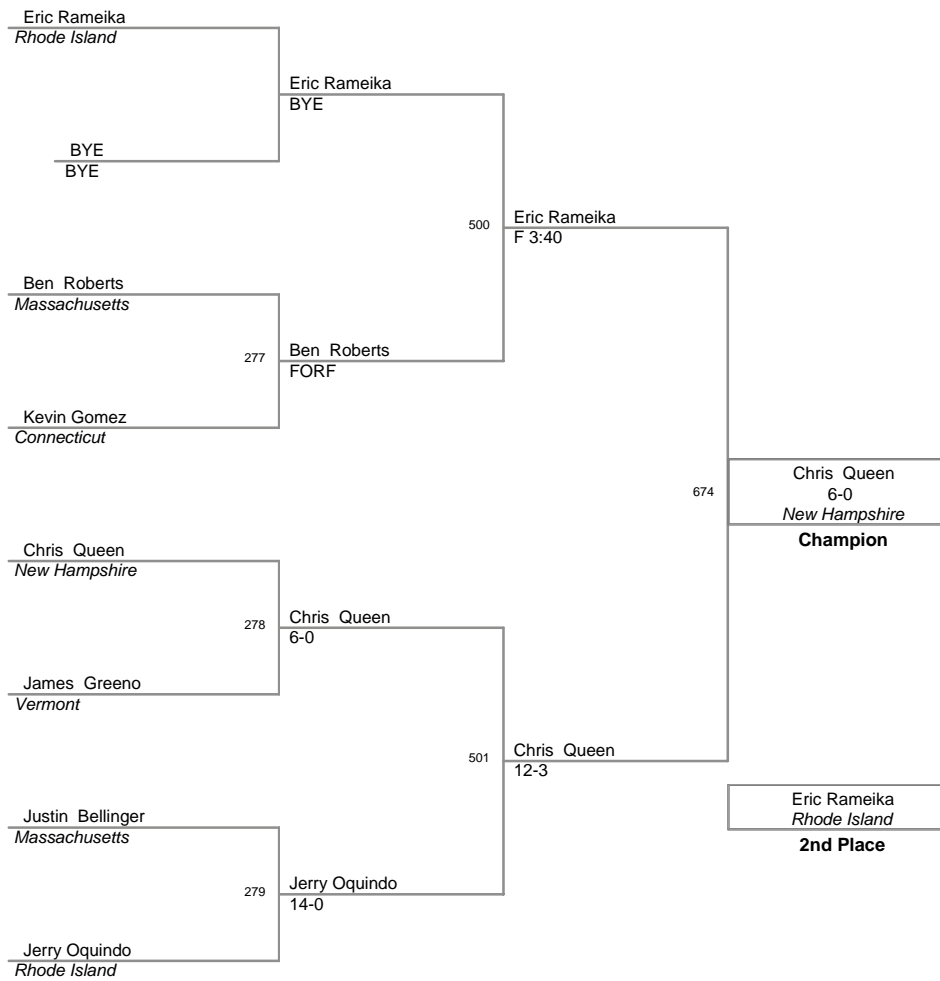 Eric Rameika
Rhode Island
Eric Rameika
BYE
BYE
BYE
500
Eric Rameika
F 3:40
Ben Roberts
Massachusetts
277
Ben Roberts
FORF
Kevin Gomez
Connecticut
674
Chris Queen
6-0
New Hampshire
Champion
Chris Queen
New Hampshire
278
Chris Queen
6-0
James Greeno
Vermont
501
Chris Queen
12-3
Eric Rameika
Rhode Island
2nd Place
Justin Bellinger
Massachusetts
279
Jerry Oquindo
14-0
Jerry Oquindo
Rhode Island